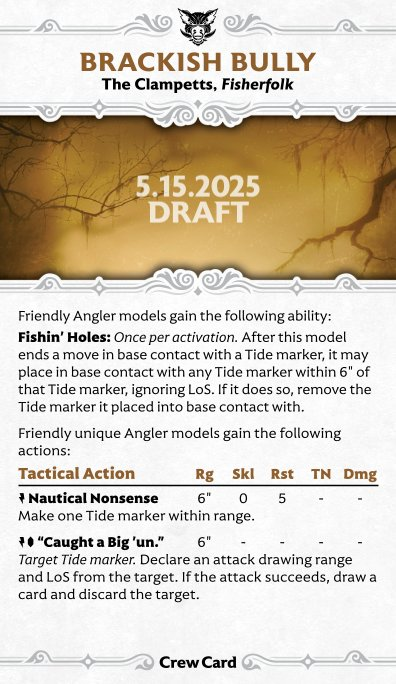 BRACKISH BULLY
The Clampetts, Fisherfolk
5.15.2025
DRAFT
Friendly Angler models gain the following ability:
Fishin’ Holes: Once per activation. After this model
ends a move in base contact with a Tide marker, it may
place in base contact with any Tide marker within 6" of
that Tide marker, ignoring LoS. If it does so, remove the
Tide marker it placed into base contact with.
Friendly unique Angler models gain the following
actions:
Tactical Action Rg Skl Rst TN Dmg
Nautical Nonsense 6" 0 5 - -
Make one Tide marker within range.
“Caught a Big ’un.” 6" - - - -
Target Tide marker. Declare an attack drawing range
and LoS from the target. If the attack succeeds, draw a
card and discard the target.
Crew Card